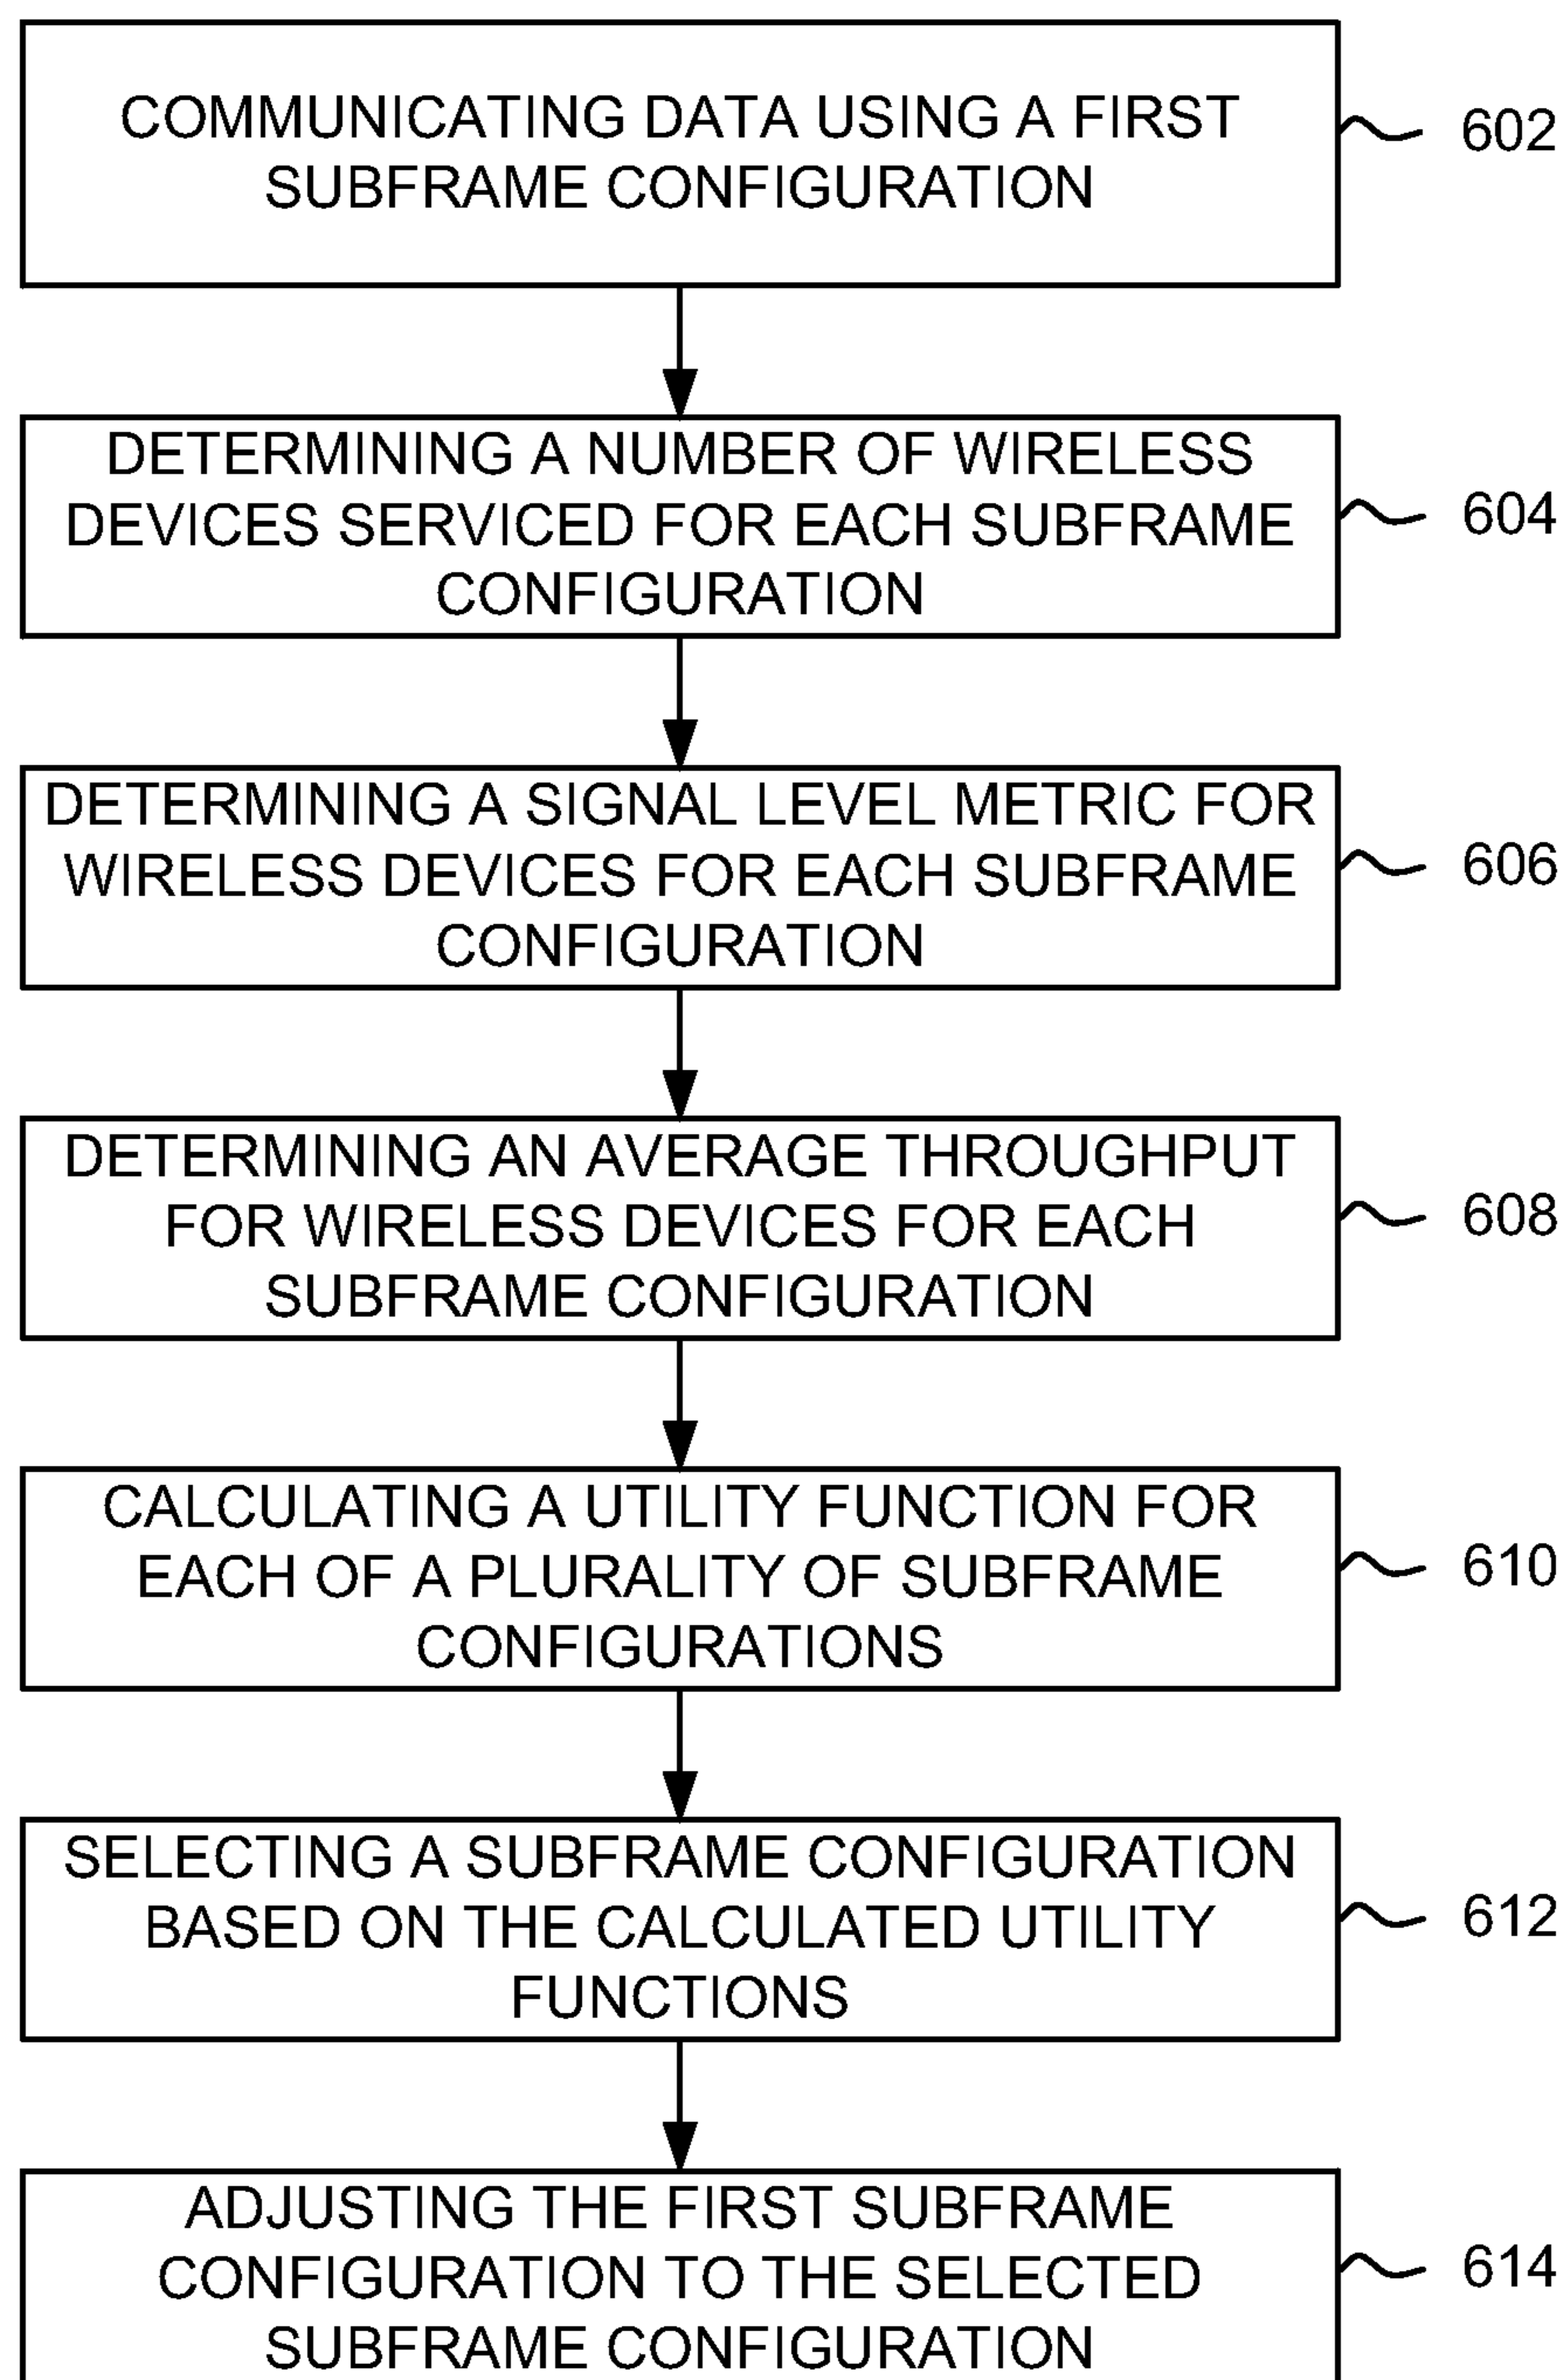 COMMUNICATING DATA USING A FIRST
SUBFRAME CONFIGURATION
602
DETERMINING A NUMBER OF WIRELESS
DEVICES SERVICED FOR EACH SUBFRAME
CONFIGURATION
604
DETERMINING A SIGNAL LEVEL METRIC FOR
WIRELESS DEVICES FOR EACH SUBFRAME
CONFIGURATION
606
DETERMINING AN AVERAGE THROUGHPUT
FOR WIRELESS DEVICES FOR EACH
SUBFRAME CONFIGURATION
608
CALCULATING A UTILITY FUNCTION FOR
EACH OF A PLURALITY OF SUBFRAME
CONFIGURATIONS
610
SELECTING A SUBFRAME CONFIGURATION
BASED ON THE CALCULATED UTILITY
FUNCTIONS
612
ADJUSTING THE FIRST SUBFRAME
CONFIGURATION TO THE SELECTED
SUBFRAME CONFIGURATION
614